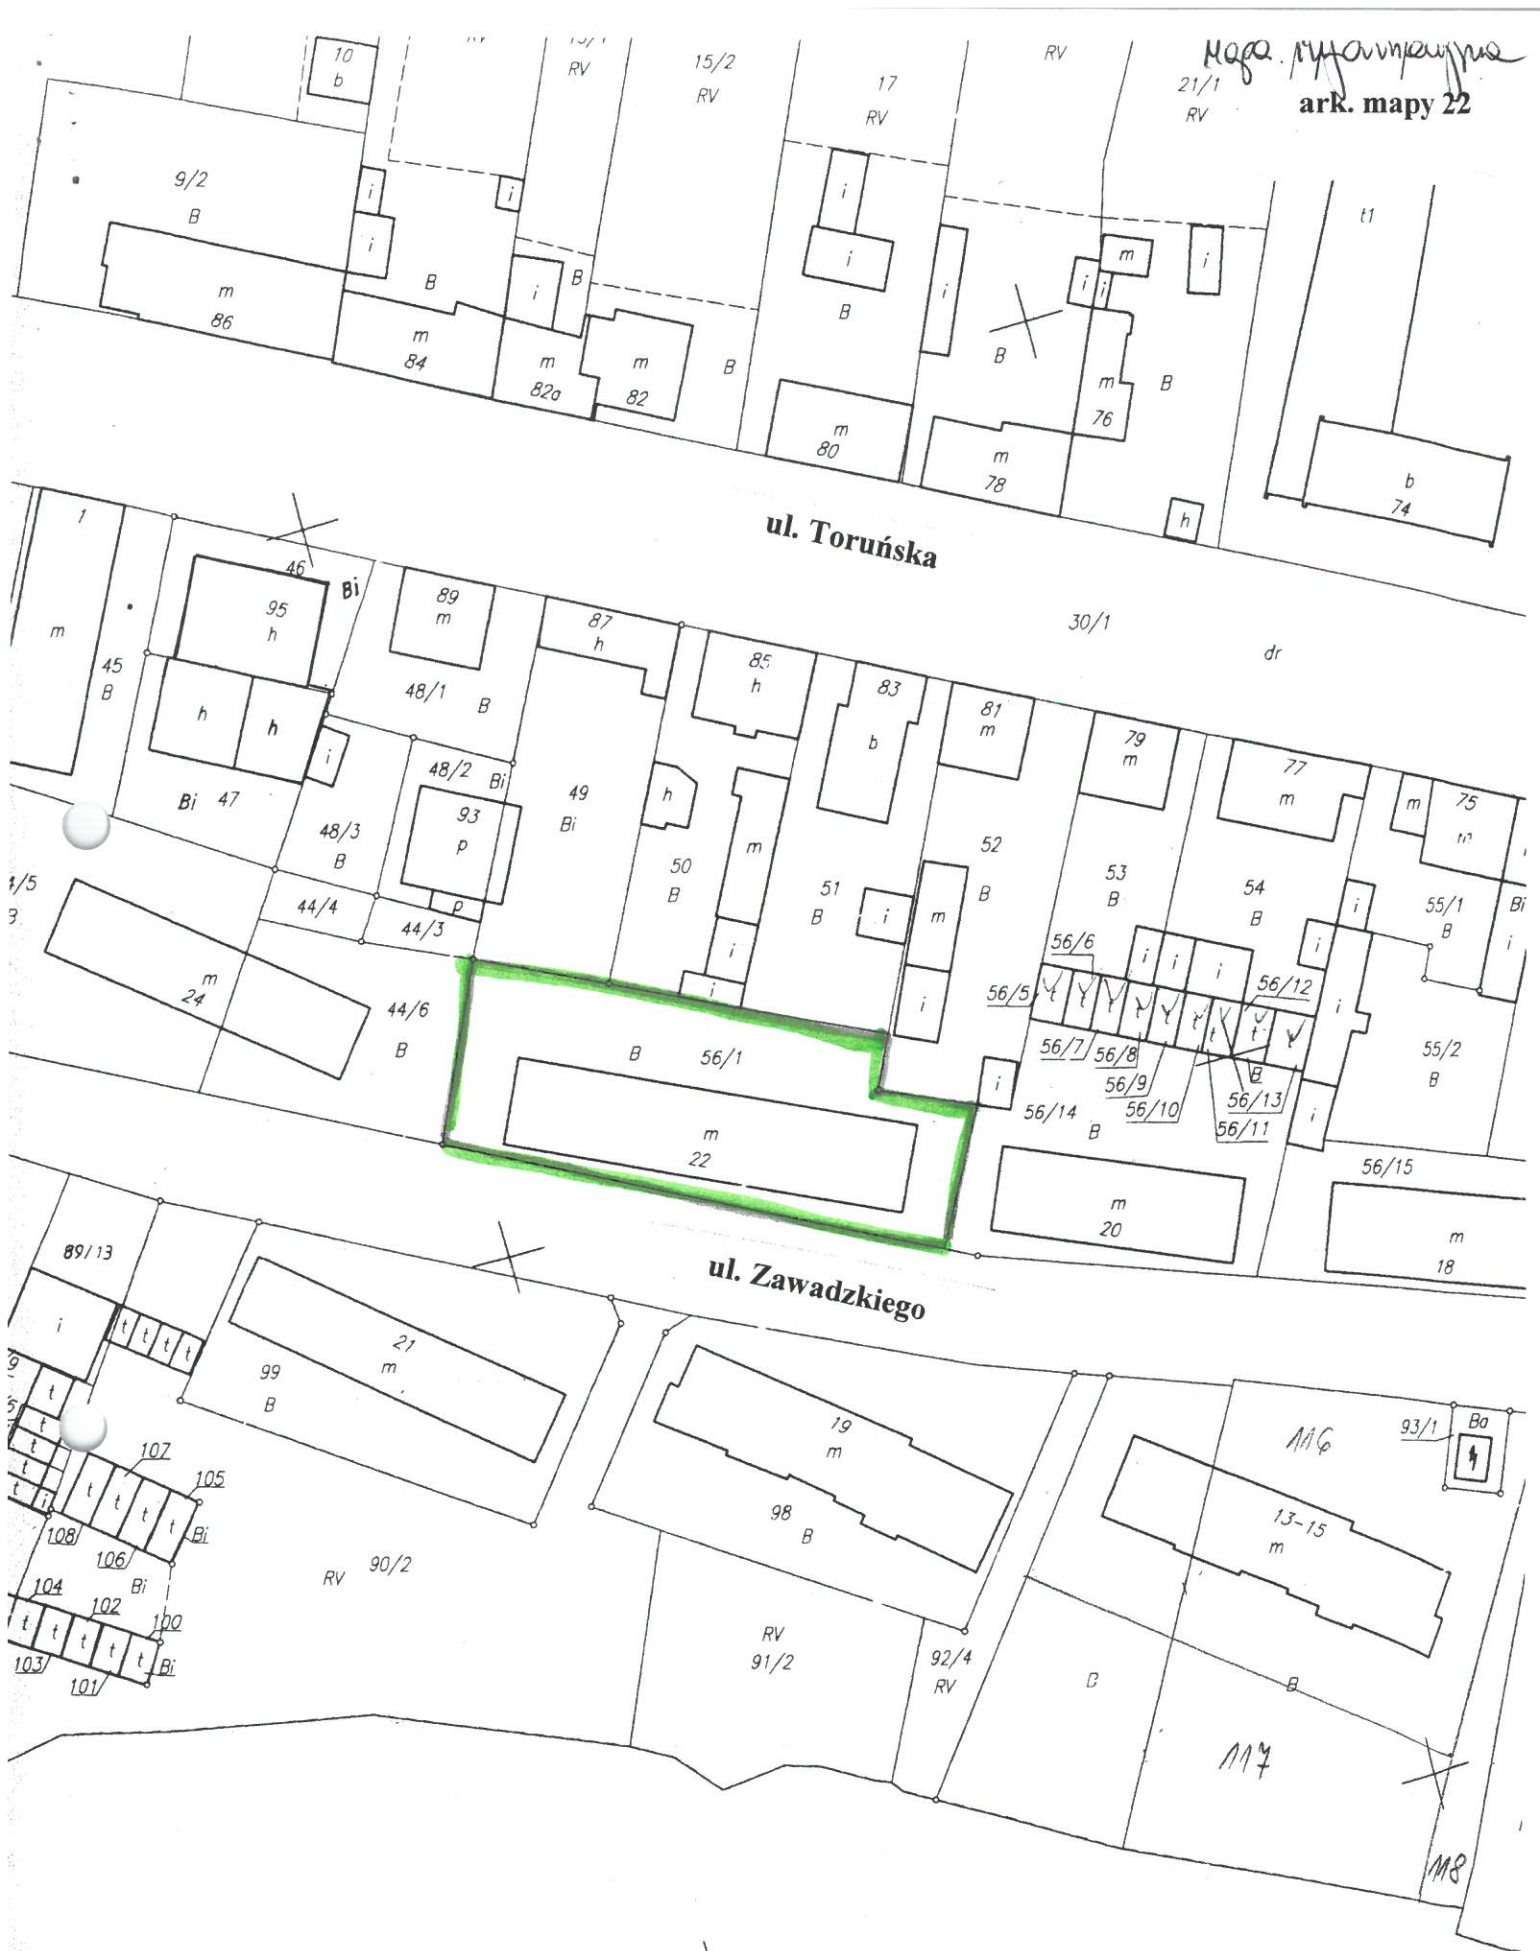 Mapa
ark. mapy 22
10
b
RV
15/2
RV
17
RV
RV
21/1
RV
9/2
B
i
i
i
i
B
B
i
m
86
m
84
m
82a
m
82
B
i
i
B
i
m
80
B
m
78
i
i
m
i
m
76
B
t1
b
74
h
ul. Toruńska
30/1
dr
1
m
45
B
46
Bi
95
h
h
h
i
Bi 47
89
m
48/1
B
48/2
Bi
48/3
B
93
p
p
87
h
49
Bi
85
h
h
m
i
i
50
B
83
b
51
B
i
m
i
81
m
52
B
79
m
53
B
77
m
54
B
m
75
m
55/1
B
Bi
i
i
i
i
i
i
i
i
55/2
B
44/4
44/3
m
24
44/6
B
B
56/1
m
22
i
56/5
56/6
56/7
56/8
56/9
56/10
56/11
56/12
56/13
t
t
t
t
t
t
t
t
t
B
56/14
B
56/15
m
20
m
18
ul. Zawadzkiego
89/13
i
t
t
t
t
t
t
t
t
t
i
21
m
99
B
19
m
98
B
116
93/1
Ba
13-15
m
107
105
t
t
t
t
108
106
Bi
Bi
RV 90/2
104
102
100
t
t
t
t
t
103
101
Bi
RV
91/2
92/4
RV
B
B
117
118